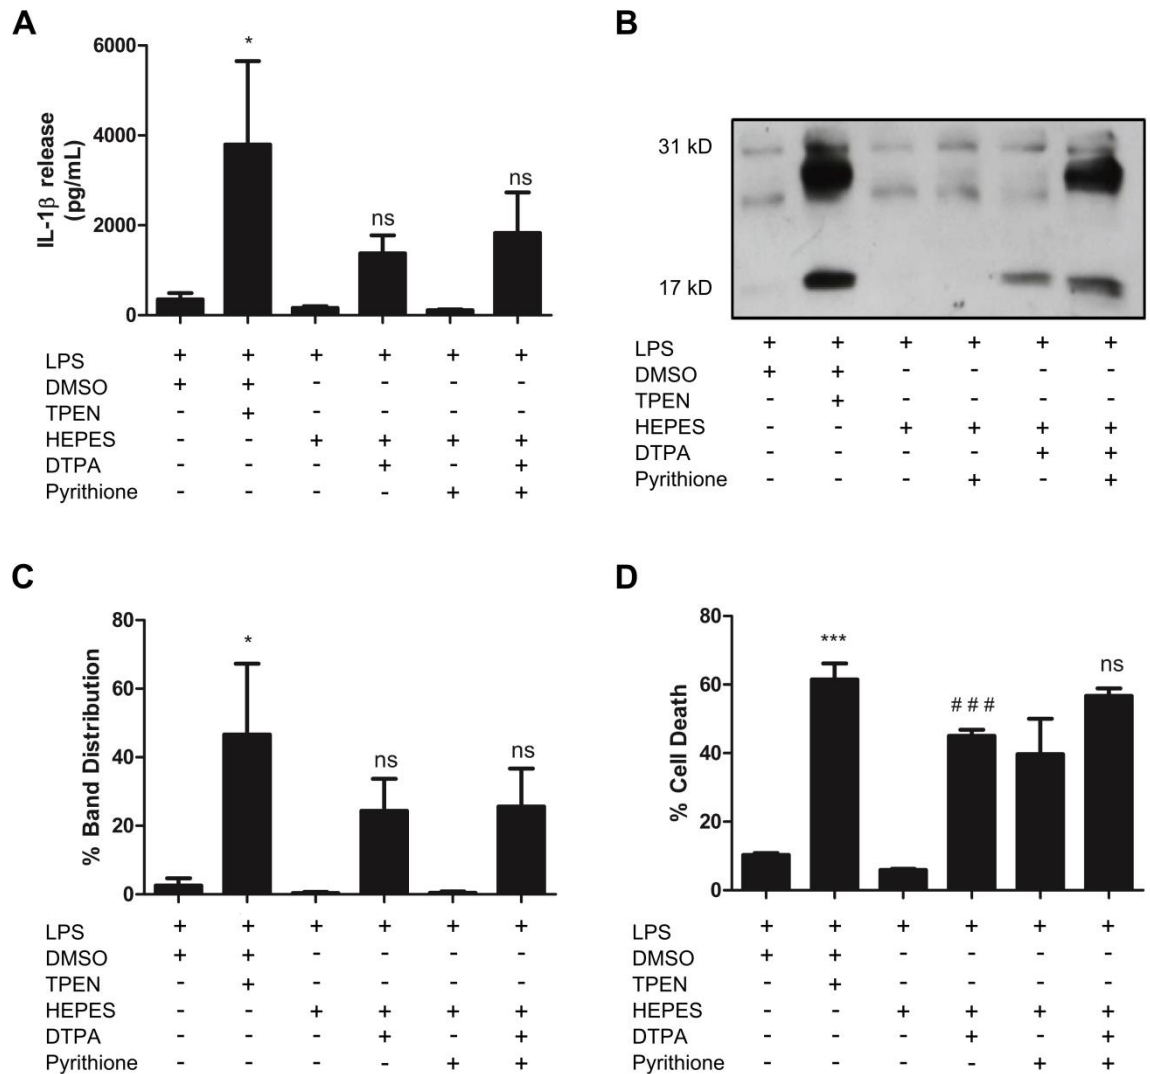 A
6000
4000
2000
0
IL-1β release
(pg/mL)
*
ns
ns
LPS + + + + + +
DMSO + + - - - -
TPEN - + - - - -
HEPES - - + + + +
DTPA - - - + - +
Pyrithione - - - - + +
B
31 kD
17 kD
LPS + + + + + +
DMSO + + - - - -
TPEN - + - - - -
HEPES - - + + + +
DTPA - - - - + +
Pyrithione - - - + - +
C
80
60
40
20
0
% Band Distribution
*
ns
ns
LPS + + + + + +
DMSO + + - - - -
TPEN - + - - - -
HEPES - - + + + +
DTPA - - - + - +
Pyrithione - - - - + +
D
80
60
40
20
0
% Cell Death
***
# # #
ns
LPS + + + + + +
DMSO + + - - - -
TPEN - + - - - -
HEPES - - + + + +
DTPA - - - + - +
Pyrithione - - - - + +